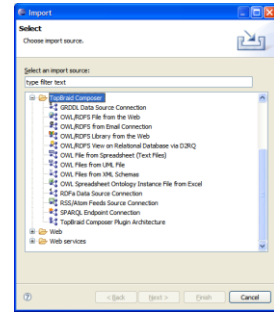 Import
Select
Choose import source.
Select an import source:
type filter text
TopBraid Composer
GRDDL Data Source Connection
OWL/RDFS File from the Web
OWL/RDFS from Email Connection
OWL/RDFS Library from the Web
OWL/RDFS View on Relational Database via D2RQ
OWL File from Spreadsheet (Text Files)
OWL Files from UML File
OWL Files from XML Schemas
OWL Spreadsheet Ontology Instance File from Excel
RDFa Data Source Connection
RSS/Atom Feeds Source Connection
SPARQL Endpoint Connection
TopBraid Composer Plugin Architecture
Web
Web services
?
< Back Next > Finish Cancel